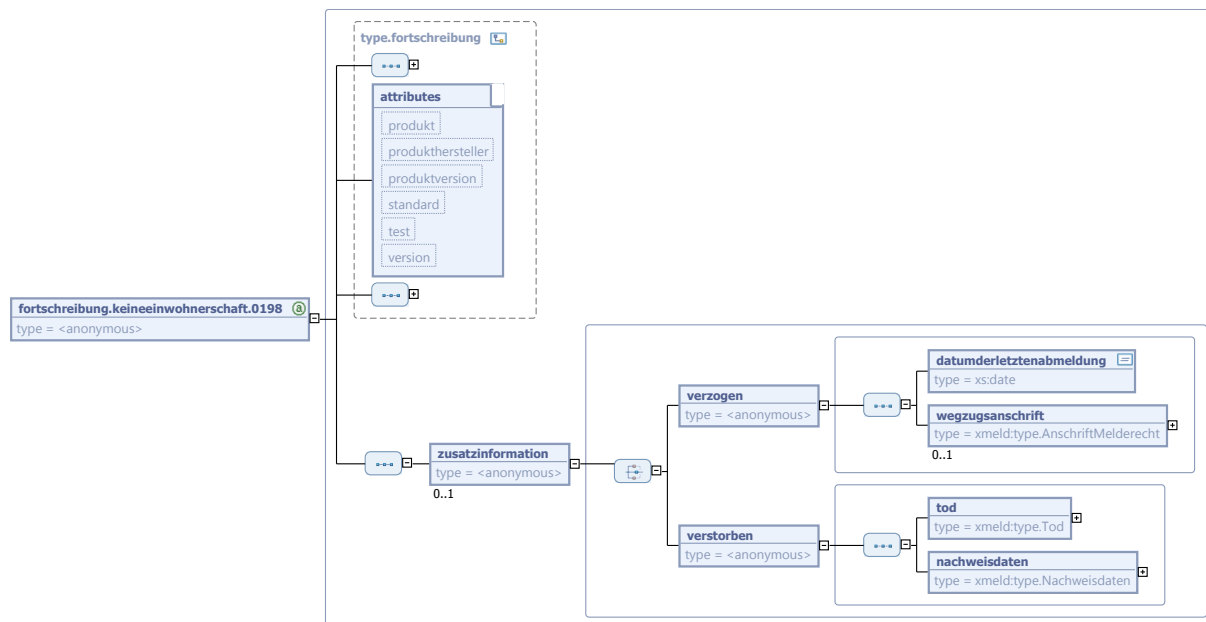 type.fortschreibung
attributes
produkt
produkthersteller
produktversion
standard
test
version
fortschreibung.keineeinwohnerschaft.0198 a
type = <anonymous>
zusatzinformation
type = <anonymous>
0..1
verzogen
type = <anonymous>
datumderletztenabmeldung
type = xs:date
wegzugsanschrift
type = xmeld:type.AnschriftMelderecht
0..1
verstorben
type = <anonymous>
tod
type = xmeld:type.Tod
nachweisdaten
type = xmeld:type.Nachweisdaten